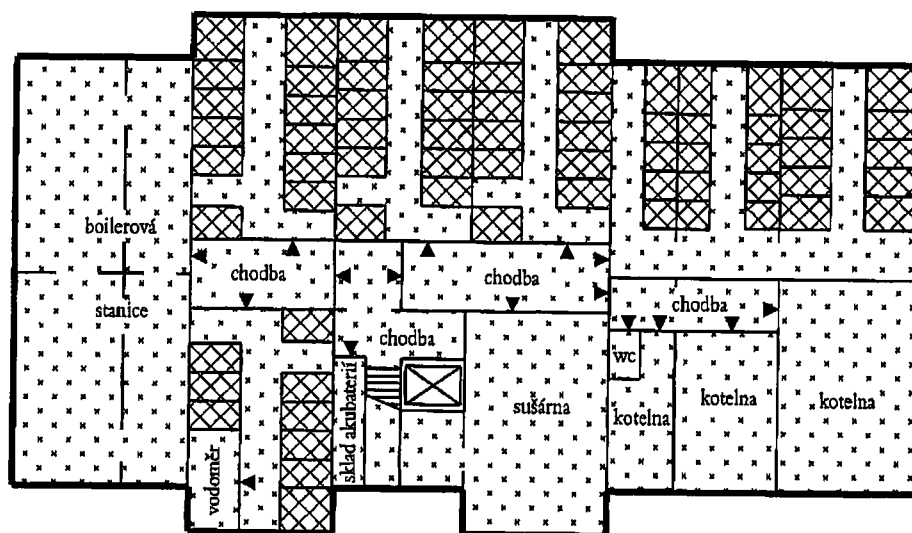 boilerová
stanice
chodba
chodba
chodba
chodba
wc
sklad akubaterií
sušárna
kotelna
kotelna
kotelna
vodoměr